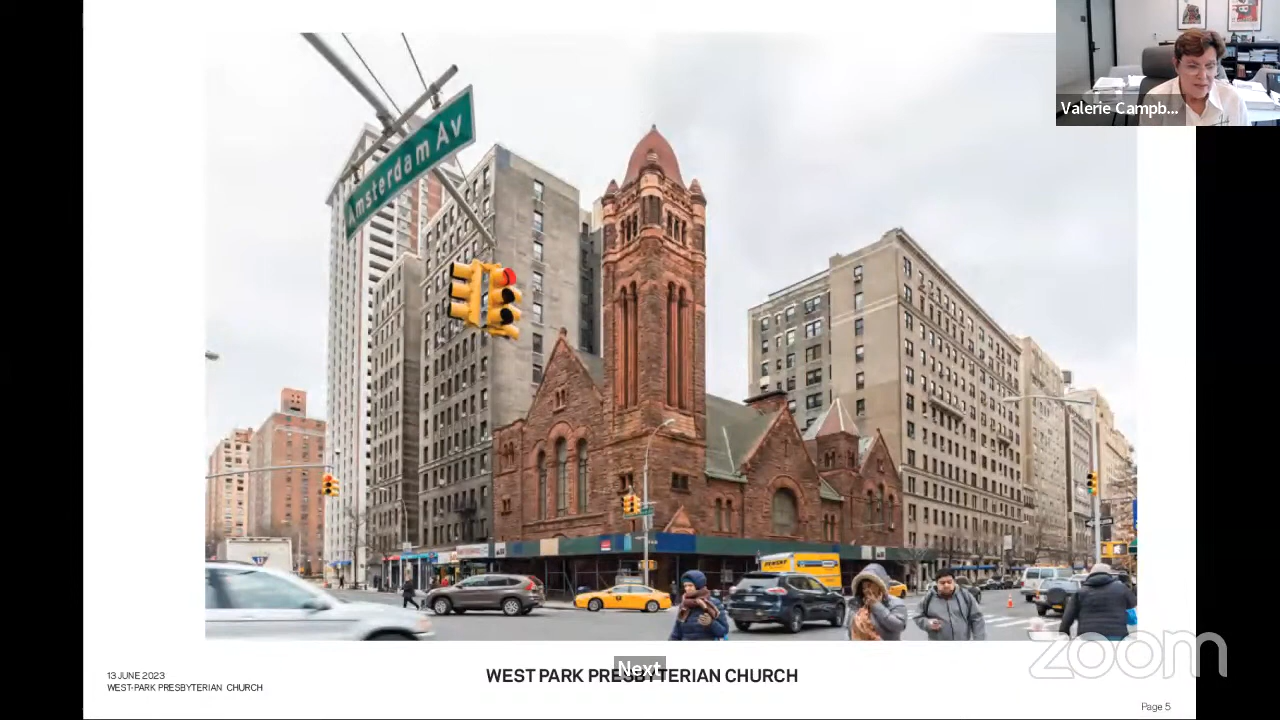 Valerie Campb...
Amsterdam Av
PENSKE
13 JUNE 2023
WEST-PARK PRESBYTERIAN CHURCH
WEST PARK PRESBYTERIAN CHURCH
Next
zoom
Page 5